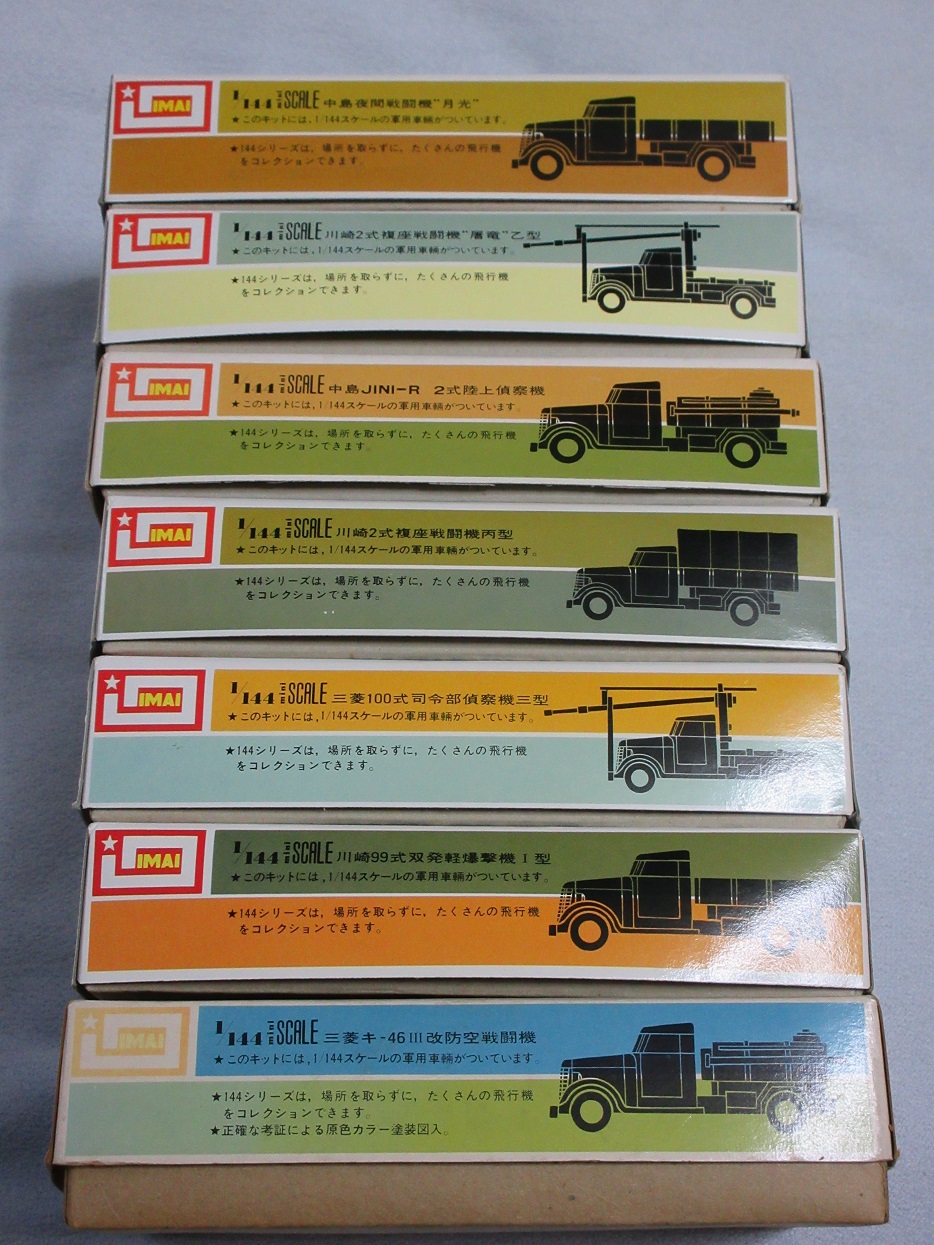 IMAI
1/144 mini SCALE 中島夜間戦闘機"月光"
★このキットには,1/144スケールの軍用車輛がついています。
★144シリーズは,場所を取らずに,たくさんの飛行機
をコレクションできます。
IMAI
1/144 mini SCALE 川崎2式複座戦闘機"屠竜"乙型
★このキットには,1/144スケールの軍用車輛がついています。
★144シリーズは,場所を取らずに,たくさんの飛行機
をコレクションできます。
IMAI
1/144 mini SCALE 中島JINI-R 2式陸上偵察機
★このキットには,1/144スケールの軍用車輛がついています。
★144シリーズは,場所を取らずに,たくさんの飛行機
をコレクションできます。
IMAI
1/144 mini SCALE 川崎2式複座戦闘機丙型
★このキットには,1/144スケールの軍用車輛がついています。
★144シリーズは,場所を取らずに,たくさんの飛行機
をコレクションできます。
IMAI
1/144 mini SCALE 三菱100式司令部偵察機三型
★このキットには,1/144スケールの軍用車輛がついています。
★144シリーズは,場所を取らずに,たくさんの飛行機
をコレクションできます。
IMAI
1/144 mini SCALE 川崎99式双発軽爆撃機I型
★このキットには,1/144スケールの軍用車輛がついています。
★144シリーズは,場所を取らずに,たくさんの飛行機
をコレクションできます。
IMAI
1/144 mini SCALE 三菱キ-46III改防空戦闘機
★このキットには,1/144スケールの軍用車輛がついています。
★144シリーズは,場所を取らずに,たくさんの飛行機
をコレクションできます。
★正確な考証による原色カラー塗装図入。